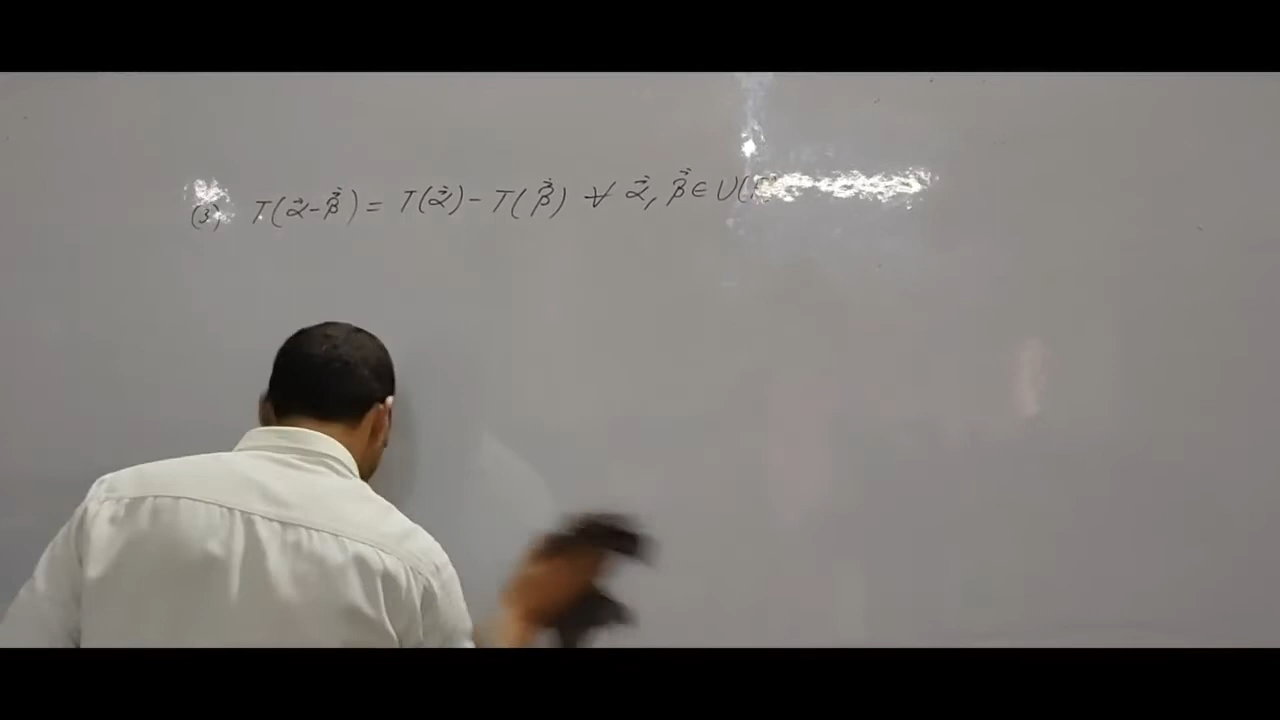 (3), T(α⃗-β⃗) = T(α⃗) - T(β⃗) ∀ α⃗, β⃗ ∈ U(F)